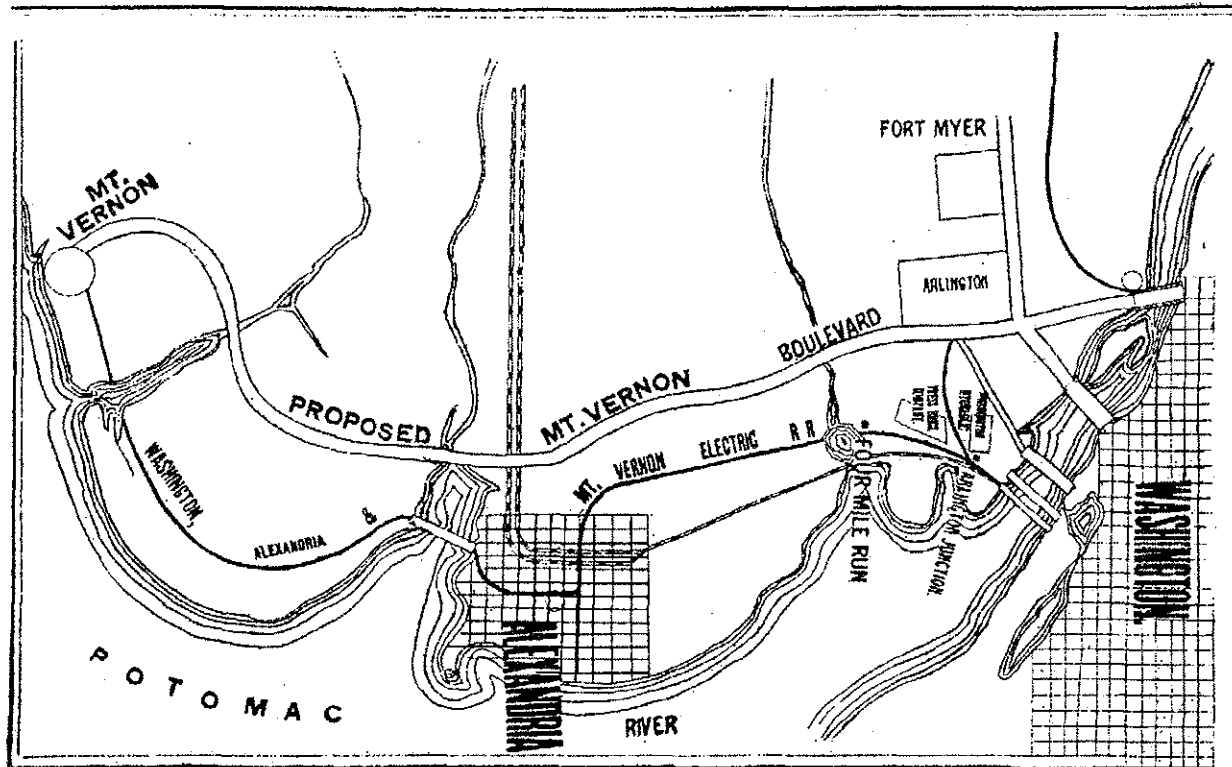 FORT MYER
MT.
VERNON
ARLINGTON
BOULEVARD
MT. VERNON
PROPOSED
WASHINGTON,
ALEXANDRIA
&
MT. VERNON ELECTRIC R R
FOUR MILE RUN
ARLINGTON JUNCTION
WASHINGTON.
ALEXANDRIA
POTOMAC
RIVER